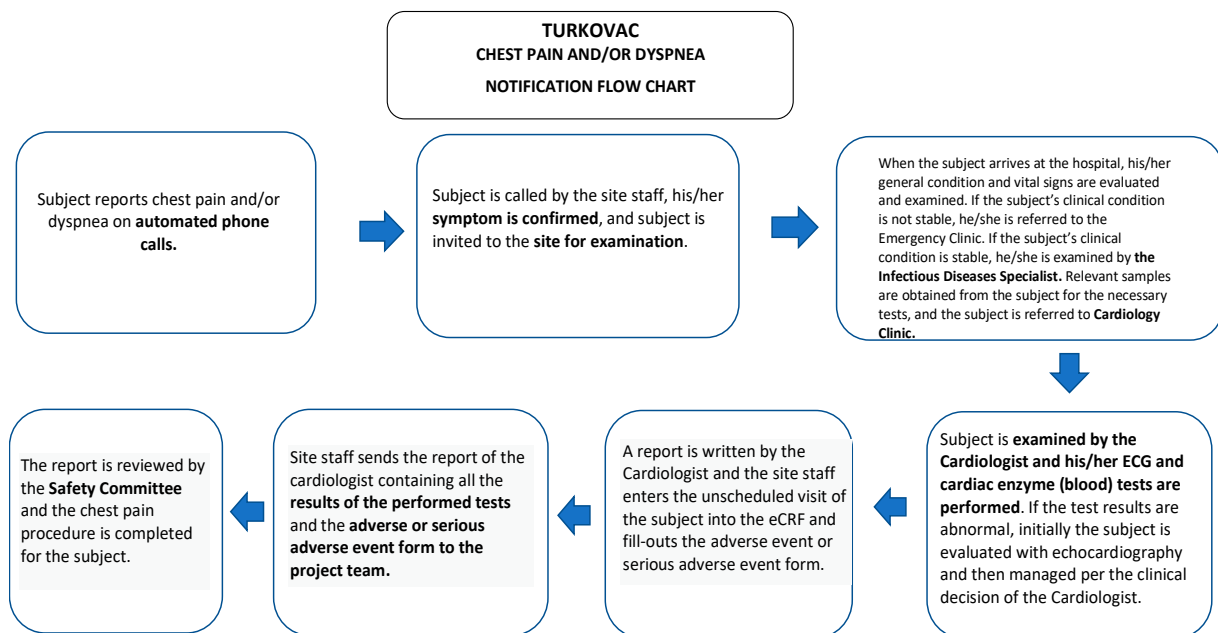 TURKOVAC
CHEST PAIN AND/OR DYSPNEA
NOTIFICATION FLOW CHART
Subject reports chest pain and/or
dyspnea on automated phone
calls.
Subject is called by the site staff, his/her
symptom is confirmed, and subject is
invited to the site for examination.
When the subject arrives at the hospital, his/her
general condition and vital signs are evaluated
and examined. If the subject’s clinical condition
is not stable, he/she is referred to the
Emergency Clinic. If the subject’s clinical
condition is stable, he/she is examined by the
Infectious Diseases Specialist. Relevant samples
are obtained from the subject for the necessary
tests, and the subject is referred to Cardiology
Clinic.
Subject is examined by the
Cardiologist and his/her ECG and
cardiac enzyme (blood) tests are
performed. If the test results are
abnormal, initially the subject is
evaluated with echocardiography
and then managed per the clinical
decision of the Cardiologist.
A report is written by the
Cardiologist and the site staff
enters the unscheduled visit of
the subject into the eCRF and
fill-outs the adverse event or
serious adverse event form.
Site staff sends the report of the
cardiologist containing all the
results of the performed tests
and the adverse or serious
adverse event form to the
project team.
The report is reviewed by
the Safety Committee
and the chest pain
procedure is completed
for the subject.